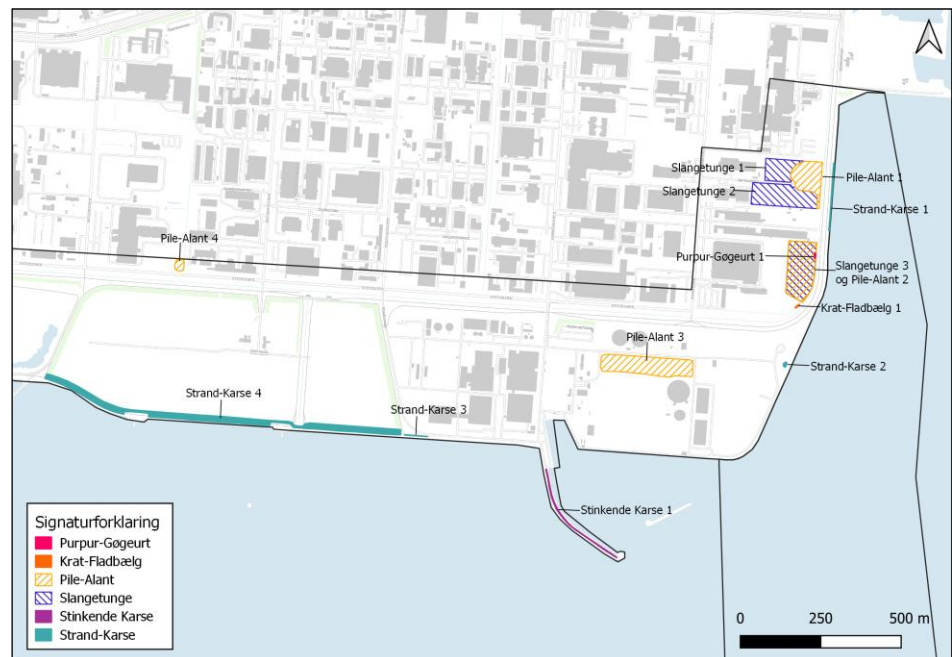 Slangetunge 1
Slangetunge 2
Pile-Alant 1
Strand-Karse 1
Pile-Alant 4
Purpur-Gøgeurt 1
Slangetunge 3
og Pile-Alant 2
Krat-Fladbælg 1
Pile-Alant 3
Strand-Karse 2
Strand-Karse 4
Strand-Karse 3
Stinkende Karse 1
Signaturforklaring
Purpur-Gøgeurt
Krat-Fladbælg
Pile-Alant
Slangetunge
Stinkende Karse
Strand-Karse
0 250 500 m